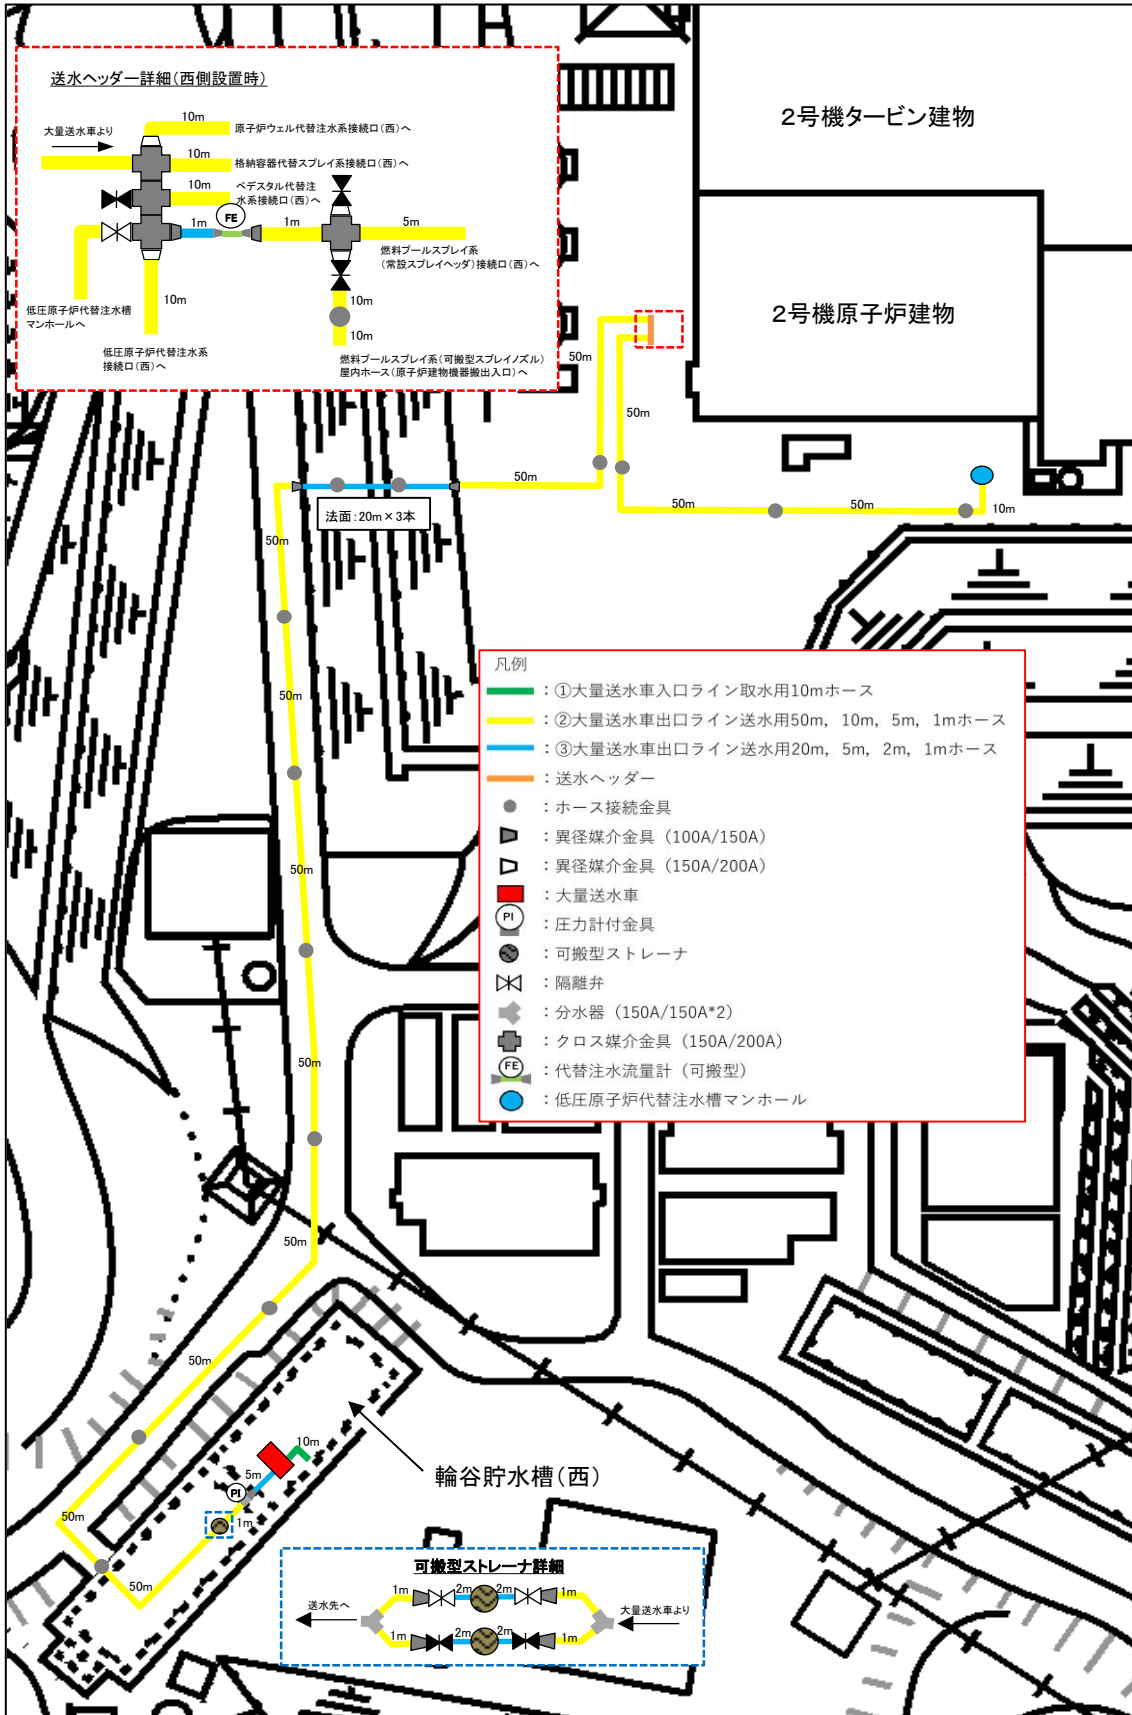 送水ヘッダー詳細(西側設置時)
10m
原子炉ウェル代替注水系接続口(西)へ
大量送水車より
10m
格納容器代替スプレイ系接続口(西)へ
10m
ペデスタル代替注
水系接続口(西)へ
FE
1m
1m
5m
燃料プールスプレイ系
(常設スプレイヘッダ)接続口(西)へ
10m
低圧原子炉代替注水槽
マンホールへ
10m
10m
低圧原子炉代替注水系
接続口(西)へ
燃料プールスプレイ系(可搬型スプレイノズル)
屋内ホース(原子炉建物機器搬出入口)へ
2号機タービン建物
2号機原子炉建物
50m
50m
50m
50m
50m
10m
法面:20m×3本
50m
50m
50m
50m
50m
50m
50m
50m
凡例
:①大量送水車入口ライン取水用10mホース
:②大量送水車出口ライン送水用50m, 10m, 5m, 1mホース
:③大量送水車出口ライン送水用20m, 5m, 2m, 1mホース
:送水ヘッダー
:ホース接続金具
:異径媒介金具 (100A/150A)
:異径媒介金具 (150A/200A)
:大量送水車
PI
:圧力計付金具
:可搬型ストレーナ
:隔離弁
:分水器 (150A/150A*2)
:クロス媒介金具 (150A/200A)
FE
:代替注水流量計 (可搬型)
:低圧原子炉代替注水槽マンホール
10m
5m
PI
1m
輪谷貯水槽(西)
可搬型ストレーナ詳細
1m
2m
2m
1m
送水先へ
大量送水車より
1m
2m
2m
1m